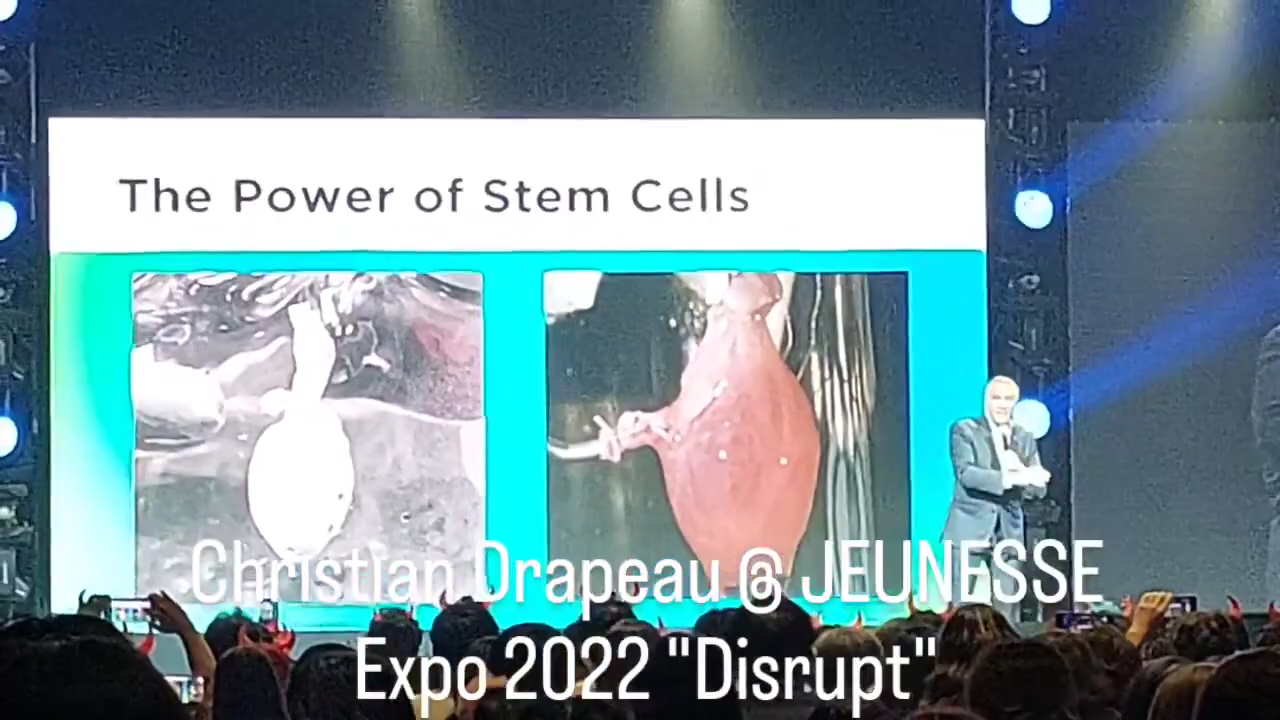 The Power of Stem Cells
Christian Drapeau @ JEUNESSE
Expo 2022 "Disrupt"